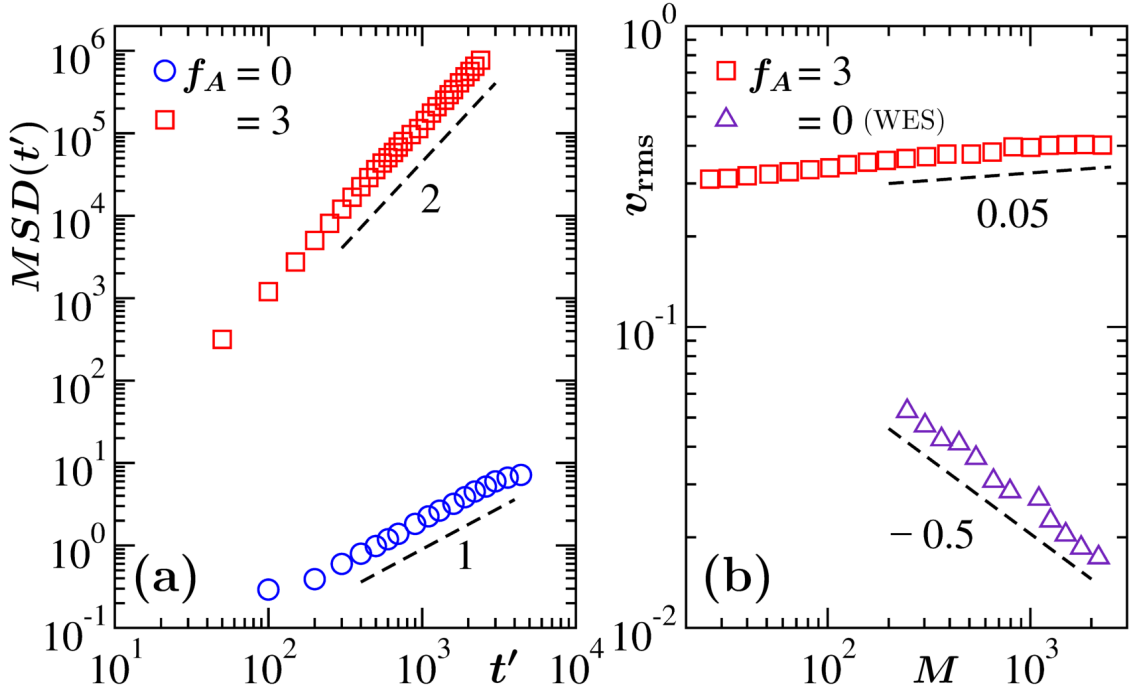 10^6
10^5
10^4
10^3
10^2
10^1
10^0
10^-1
MSD(t′)
f_A = 0
= 3
2
1
(a)
10^1
10^2
10^3
10^4
t′
10^0
10^-1
10^-2
v_rms
f_A = 3
= 0 (WES)
0.05
−0.5
(b)
10^2
10^3
M